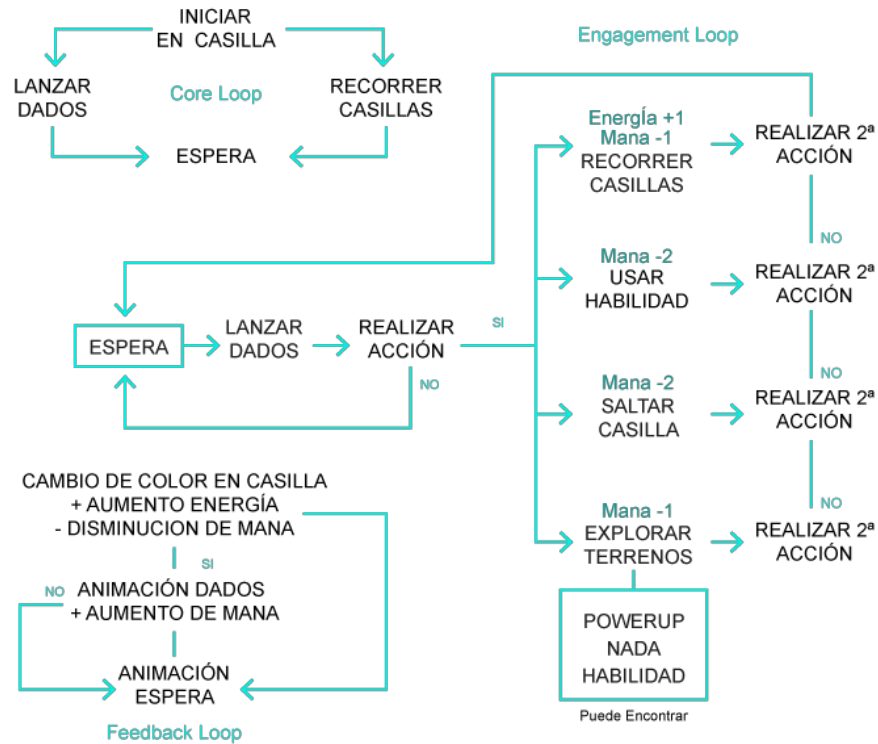 INICIAR
EN CASILLA
LANZAR
DADOS
Core Loop
RECORRER
CASILLAS
ESPERA
Engagement Loop
ESPERA
LANZAR
DADOS
REALIZAR
ACCIÓN
SI
NO
Energía +1
Mana -1
RECORRER
CASILLAS
REALIZAR 2ª
ACCIÓN
NO
Mana -2
USAR
HABILIDAD
REALIZAR 2ª
ACCIÓN
NO
Mana -2
SALTAR
CASILLA
REALIZAR 2ª
ACCIÓN
NO
Mana -1
EXPLORAR
TERRENOS
REALIZAR 2ª
ACCIÓN
POWERUP
NADA
HABILIDAD
Puede Encontrar
CAMBIO DE COLOR EN CASILLA
+ AUMENTO ENERGÍA
- DISMINUCION DE MANA
SI
NO
ANIMACIÓN DADOS
+ AUMENTO DE MANA
ANIMACIÓN
ESPERA
Feedback Loop